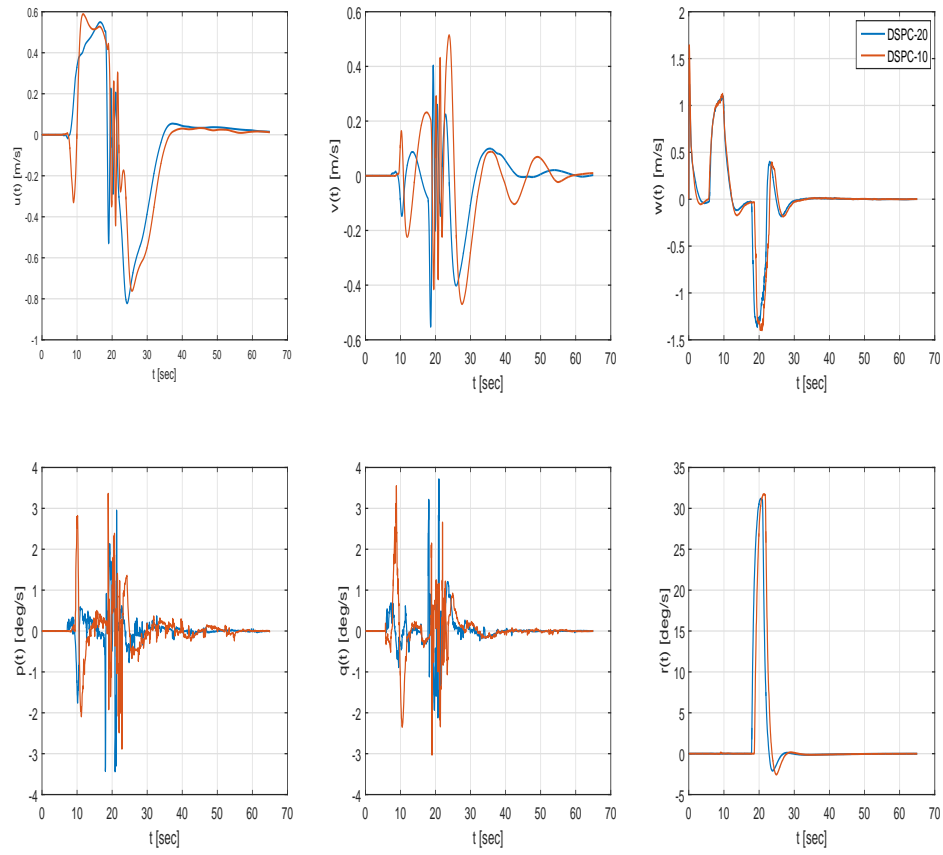 0.6
0.4
0.2
0
-0.2
-0.4
-0.6
-0.8
-1
u(t) [m/s]
0 10 20 30 40 50 60 70
t [sec]
0.6
0.4
0.2
0
-0.2
-0.4
-0.6
v(t) [m/s]
0 10 20 30 40 50 60 70
t [sec]
2
1.5
1
0.5
0
-0.5
-1
-1.5
w(t) [m/s]
0 10 20 30 40 50 60 70
t [sec]
DSPC-20
DSPC-10
4
3
2
1
0
-1
-2
-3
-4
p(t) [deg/s]
0 10 20 30 40 50 60 70
t [sec]
4
3
2
1
0
-1
-2
-3
-4
q(t) [deg/s]
0 10 20 30 40 50 60 70
t [sec]
35
30
25
20
15
10
5
0
-5
r(t) [deg/s]
0 10 20 30 40 50 60 70
t [sec]